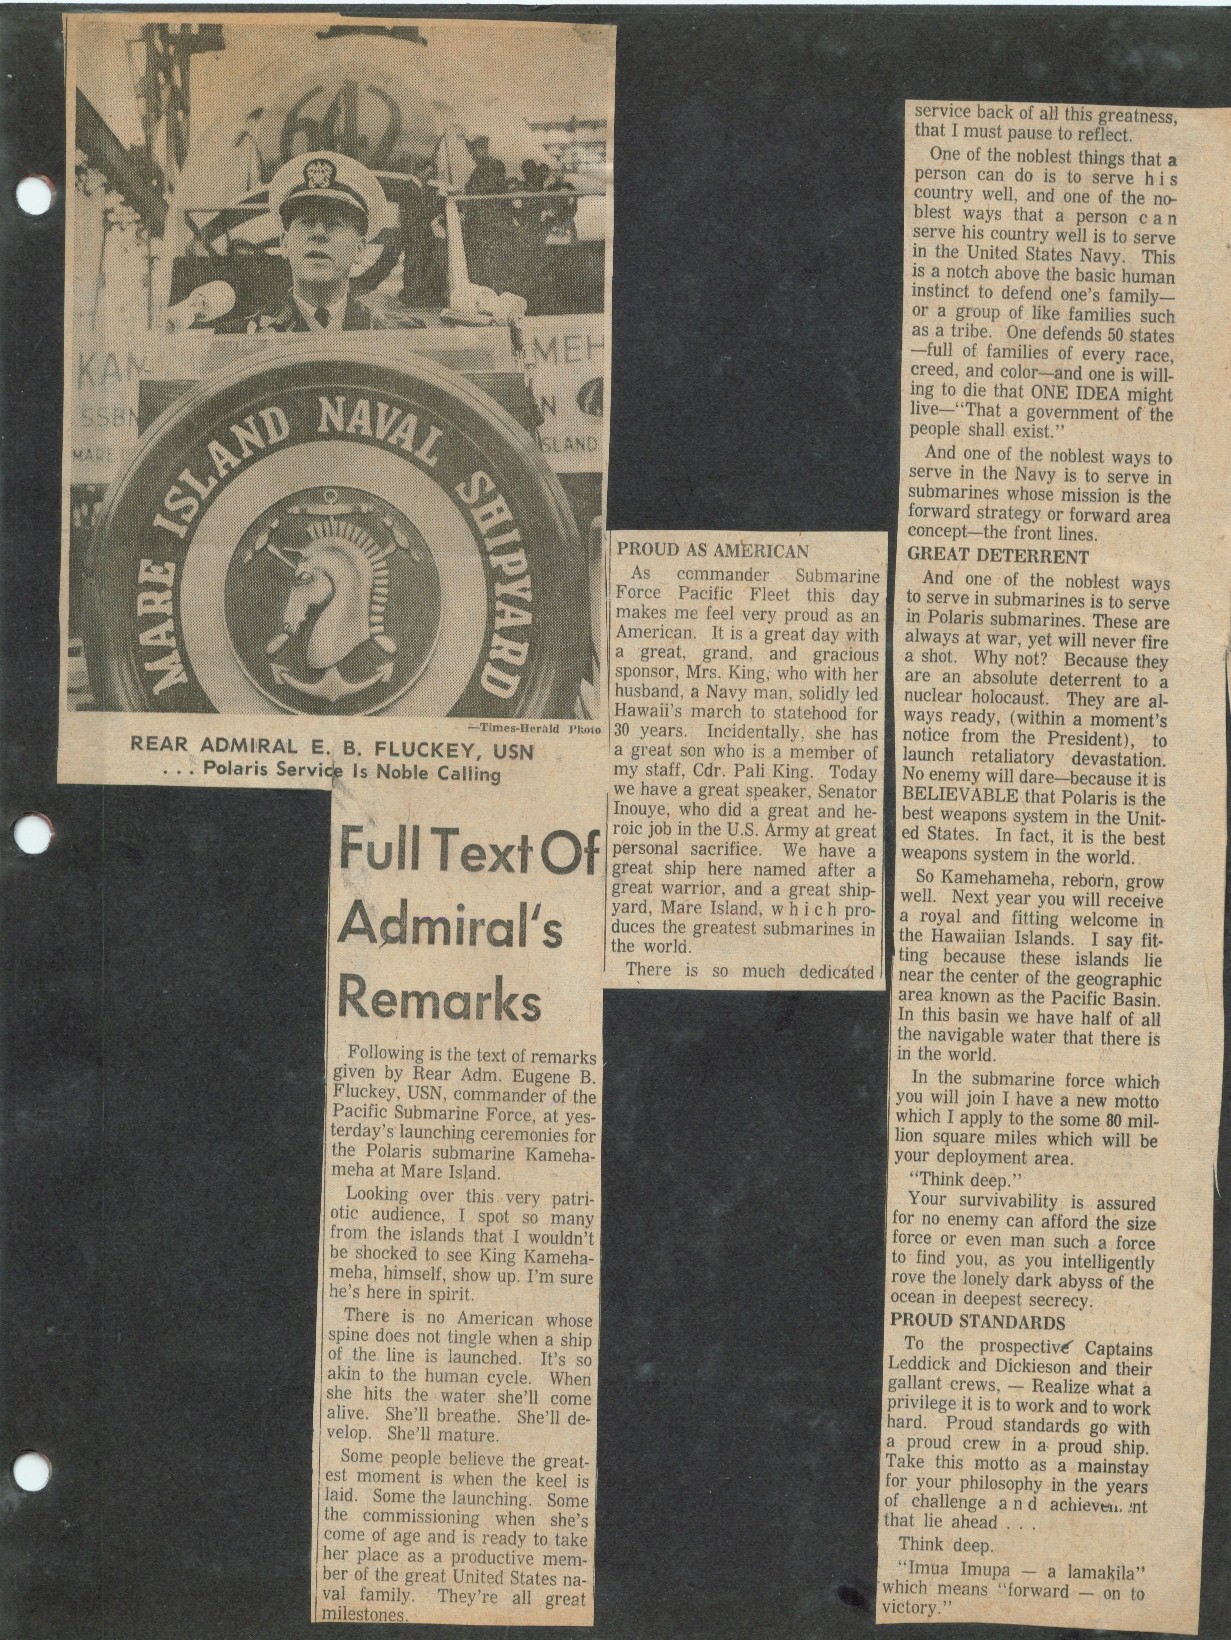 KAM
MEH
SSBN
N
MARE I
ISLAND
MARE ISLAND NAVAL SHIPYARD
—Times-Herald Photo
REAR ADMIRAL E. B. FLUCKEY, USN
. . . Polaris Service Is Noble Calling
Full Text Of
Admiral's
Remarks
Following is the text of remarks
given by Rear Adm. Eugene B.
Fluckey, USN, commander of the
Pacific Submarine Force, at yes-
terday's launching ceremonies for
the Polaris submarine Kameha-
meha at Mare Island.
Looking over this very patri-
otic audience, I spot so many
from the islands that I wouldn't
be shocked to see King Kameha-
meha, himself, show up. I'm sure
he's here in spirit.
There is no American whose
spine does not tingle when a ship
of the line is launched. It's so
akin to the human cycle. When
she hits the water she'll come
alive. She'll breathe. She'll de-
velop. She'll mature.
Some people believe the great-
est moment is when the keel is
laid. Some the launching. Some
the commissioning when she's
come of age and is ready to take
her place as a productive mem-
ber of the great United States na-
val family. They're all great
milestones.
PROUD AS AMERICAN
As commander Submarine
Force Pacific Fleet this day
makes me feel very proud as an
American. It is a great day with
a great, grand, and gracious
sponsor, Mrs. King, who with her
husband, a Navy man, solidly led
Hawaii's march to statehood for
30 years. Incidentally, she has
a great son who is a member of
my staff, Cdr. Pali King. Today
we have a great speaker, Senator
Inouye, who did a great and he-
roic job in the U.S. Army at great
personal sacrifice. We have a
great ship here named after a
great warrior, and a great ship-
yard, Mare Island, which pro-
duces the greatest submarines in
the world.
There is so much dedicated
service back of all this greatness,
that I must pause to reflect.
One of the noblest things that a
person can do is to serve his
country well, and one of the no-
blest ways that a person can
serve his country well is to serve
in the United States Navy. This
is a notch above the basic human
instinct to defend one's family—
or a group of like families such
as a tribe. One defends 50 states
—full of families of every race,
creed, and color—and one is will-
ing to die that ONE IDEA might
live—"That a government of the
people shall exist."
And one of the noblest ways to
serve in the Navy is to serve in
submarines whose mission is the
forward strategy or forward area
concept—the front lines.
GREAT DETERRENT
And one of the noblest ways
to serve in submarines is to serve
in Polaris submarines. These are
always at war, yet will never fire
a shot. Why not? Because they
are an absolute deterrent to a
nuclear holocaust. They are al-
ways ready, (within a moment's
notice from the President), to
launch retaliatory devastation.
No enemy will dare—because it is
BELIEVABLE that Polaris is the
best weapons system in the Unit-
ed States. In fact, it is the best
weapons system in the world.
So Kamehameha, reborn, grow
well. Next year you will receive
a royal and fitting welcome in
the Hawaiian Islands. I say fit-
ting because these islands lie
near the center of the geographic
area known as the Pacific Basin.
In this basin we have half of all
the navigable water that there is
in the world.
In the submarine force which
you will join I have a new motto
which I apply to the some 80 mil-
lion square miles which will be
your deployment area.
"Think deep."
Your survivability is assured
for no enemy can afford the size
force or even man such a force
to find you, as you intelligently
rove the lonely dark abyss of the
ocean in deepest secrecy.
PROUD STANDARDS
To the prospective Captains
Leddick and Dickieson and their
gallant crews, — Realize what a
privilege it is to work and to work
hard. Proud standards go with
a proud crew in a proud ship.
Take this motto as a mainstay
for your philosophy in the years
of challenge and achievement
that lie ahead . . .
Think deep.
"Imua Imupa — a lamakila"
which means "forward — on to
victory."